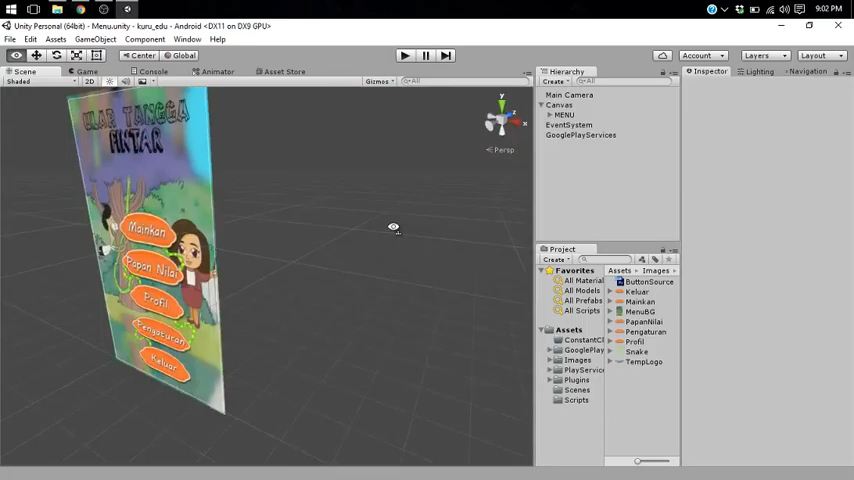 9:02 PM
Unity Personal (64bit) - Menu.unity - kuru_edu - Android <DX11 on DX9 GPU>
File Edit Assets GameObject Component Window Help
Center Global Account Layers Layout
Scene Game Console Animator Asset Store
Shaded 2D Gizmos All
y
z
x
Persp
ULAR TANGGA
PINTAR
Mainkan
Papan Nilai
Profil
Pengaturan
Keluar
Hierarchy
Create All
Main Camera
Canvas
MENU
EventSystem
GooglePlayServices
Project
Create
Favorites
All Material
All Models
All Prefabs
All Scripts
Assets
ConstantCl
GooglePlay
Images
PlayService
Plugins
Scenes
Scripts
Assets Images
ButtonSource
Keluar
Mainkan
MenuBG
PapanNilai
Pengaturan
Profil
Snake
TempLogo
Inspector Lighting Navigation